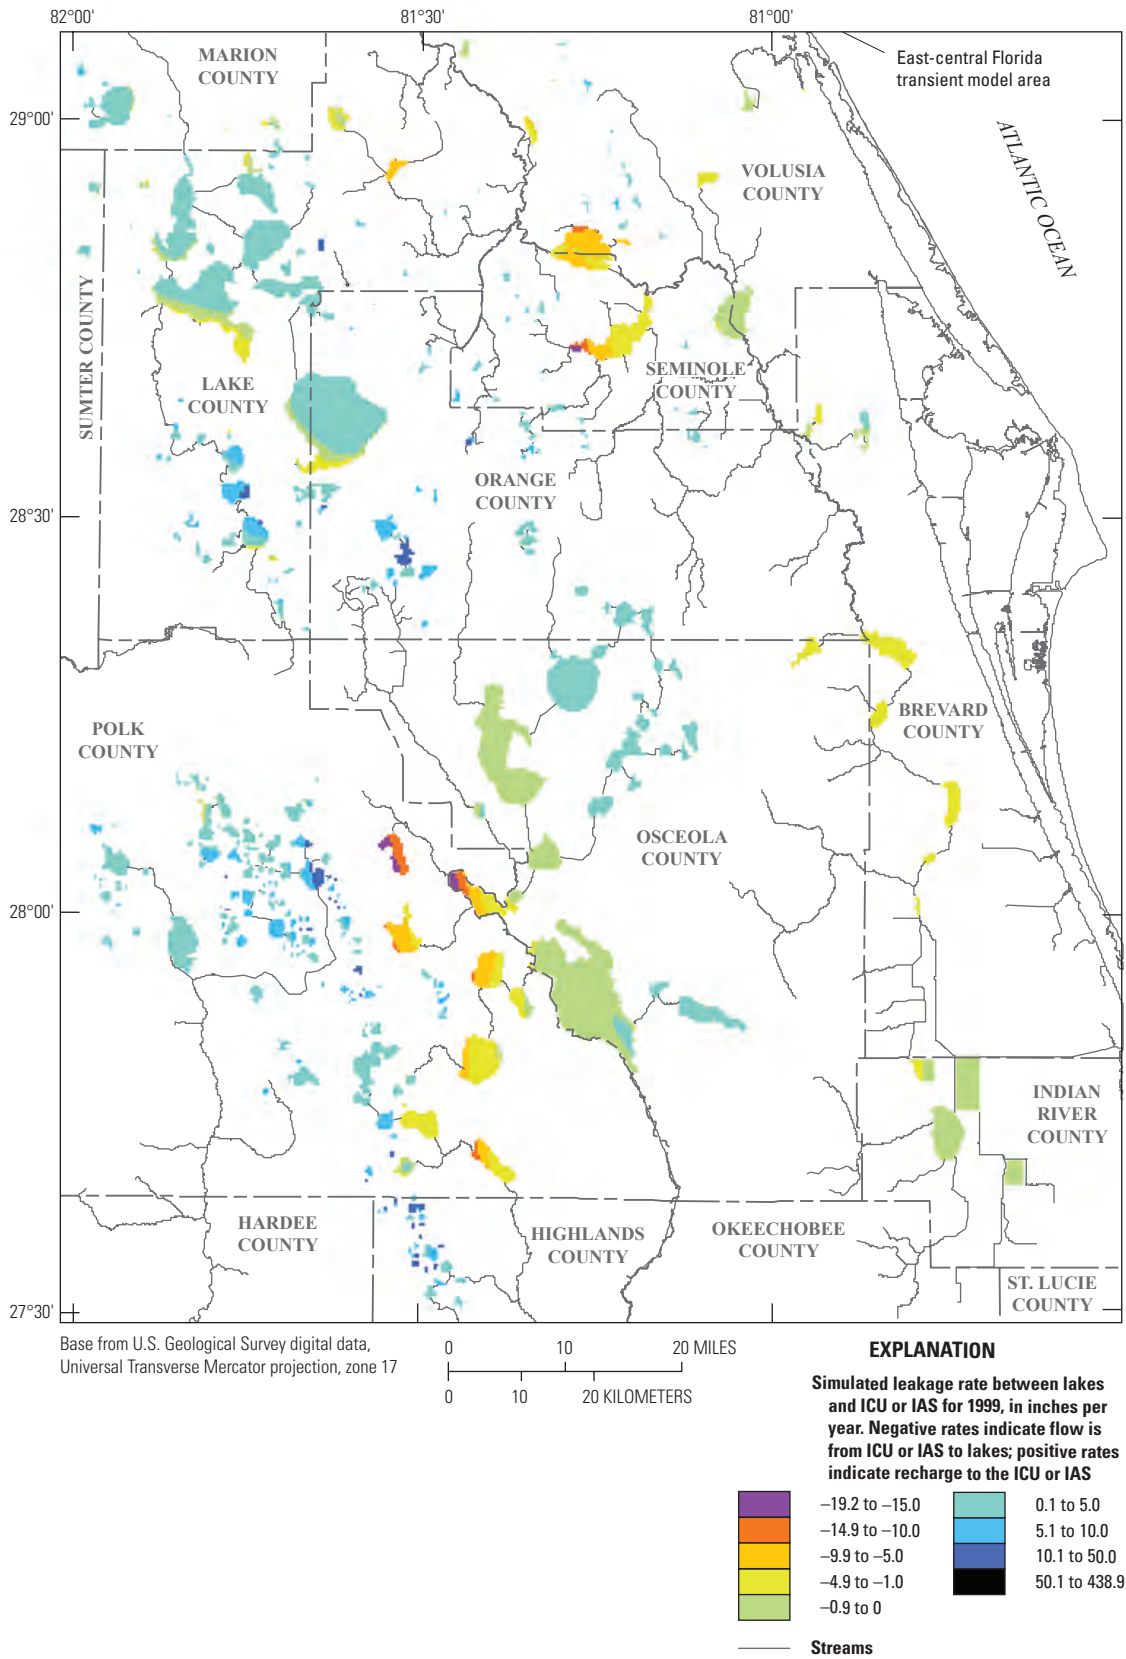 82°00'
81°30'
81°00'
MARION
COUNTY
East-central Florida
transient model area
29°00'
ATLANTIC OCEAN
VOLUSIA
COUNTY
SUMTER COUNTY
LAKE
COUNTY
SEMINOLE
COUNTY
ORANGE
COUNTY
28°30'
POLK
COUNTY
BREVARD
COUNTY
OSCEOLA
COUNTY
28°00'
INDIAN
RIVER
COUNTY
HARDEE
COUNTY
HIGHLANDS
COUNTY
OKEECHOBEE
COUNTY
ST. LUCIE
COUNTY
27°30'
Base from U.S. Geological Survey digital data,
Universal Transverse Mercator projection, zone 17
0 10 20 MILES
0 10 20 KILOMETERS
EXPLANATION
Simulated leakage rate between lakes
and ICU or IAS for 1999, in inches per
year. Negative rates indicate flow is
from ICU or IAS to lakes; positive rates
indicate recharge to the ICU or IAS
–19.2 to –15.0
–14.9 to –10.0
–9.9 to –5.0
–4.9 to –1.0
–0.9 to 0
0.1 to 5.0
5.1 to 10.0
10.1 to 50.0
50.1 to 438.9
Streams